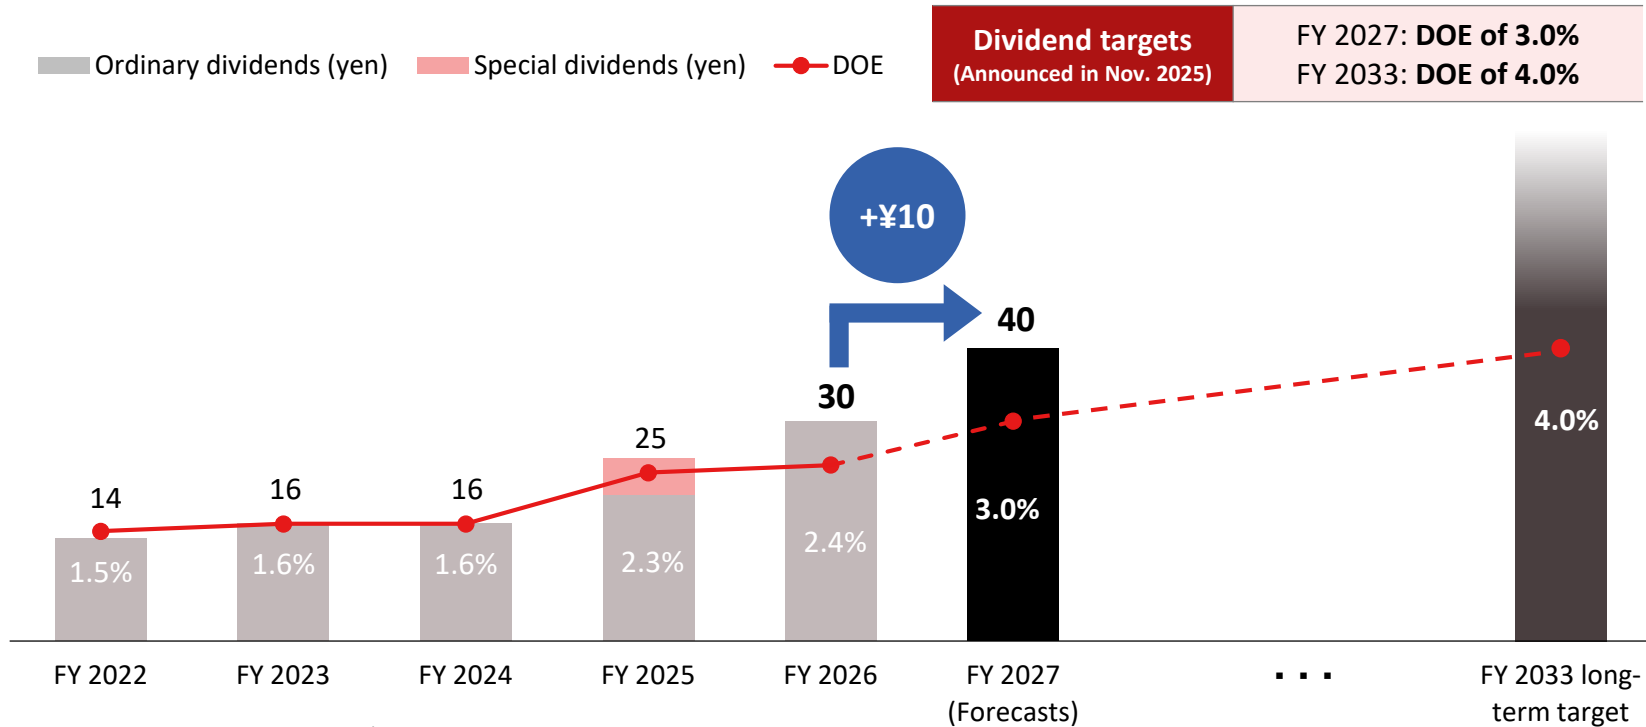 Ordinary dividends (yen)
Special dividends (yen)
DOE
Dividend targets
(Announced in Nov. 2025)
FY 2027: DOE of 3.0%
FY 2033: DOE of 4.0%
+¥10
40
30
25
14
16
16
4.0%
3.0%
2.4%
2.3%
1.5%
1.6%
1.6%
FY 2022
FY 2023
FY 2024
FY 2025
FY 2026
FY 2027
(Forecasts)
· · ·
FY 2033 long-
term target